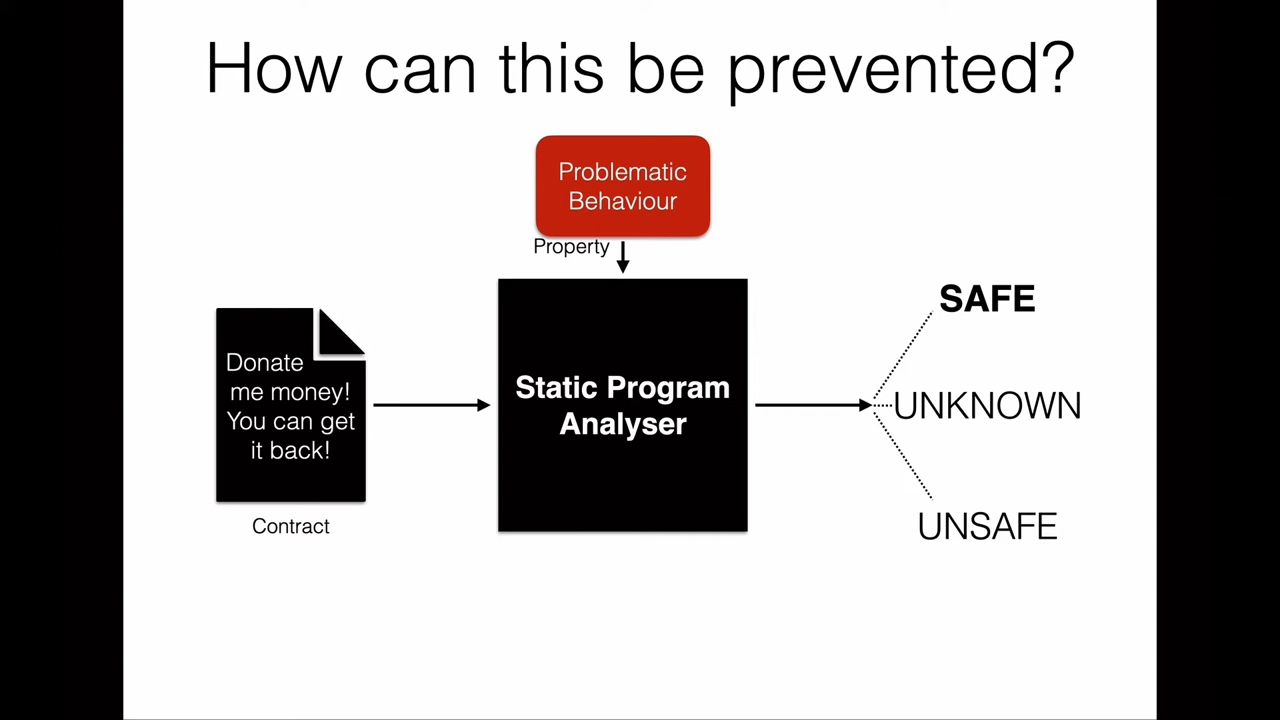 How can this be prevented?
Problematic
Behaviour
Property
SAFE
Donate
me money!
You can get
it back!
Static Program
Analyser
UNKNOWN
UNSAFE
Contract